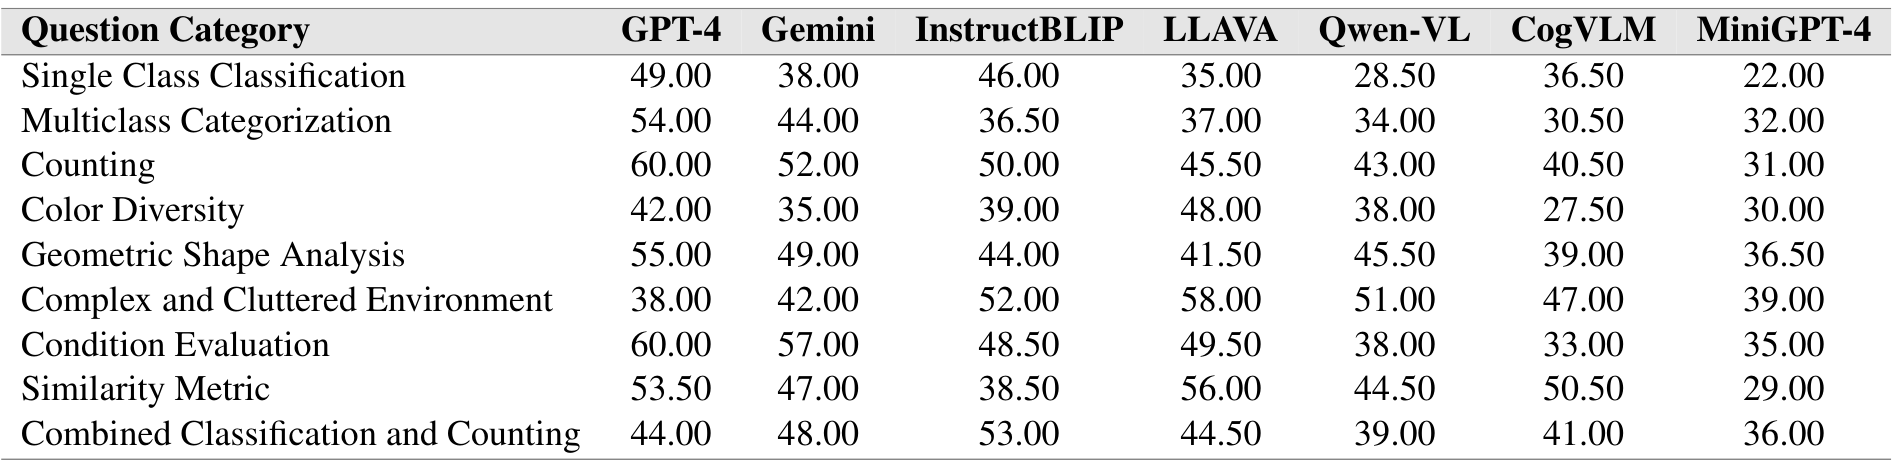 Question Category GPT-4 Gemini InstructBLIP LLAVA Qwen-VL CogVLM MiniGPT-4
Single Class Classification 49.00 38.00 46.00 35.00 28.50 36.50 22.00
Multiclass Categorization 54.00 44.00 36.50 37.00 34.00 30.50 32.00
Counting 60.00 52.00 50.00 45.50 43.00 40.50 31.00
Color Diversity 42.00 35.00 39.00 48.00 38.00 27.50 30.00
Geometric Shape Analysis 55.00 49.00 44.00 41.50 45.50 39.00 36.50
Complex and Cluttered Environment 38.00 42.00 52.00 58.00 51.00 47.00 39.00
Condition Evaluation 60.00 57.00 48.50 49.50 38.00 33.00 35.00
Similarity Metric 53.50 47.00 38.50 56.00 44.50 50.50 29.00
Combined Classification and Counting 44.00 48.00 53.00 44.50 39.00 41.00 36.00